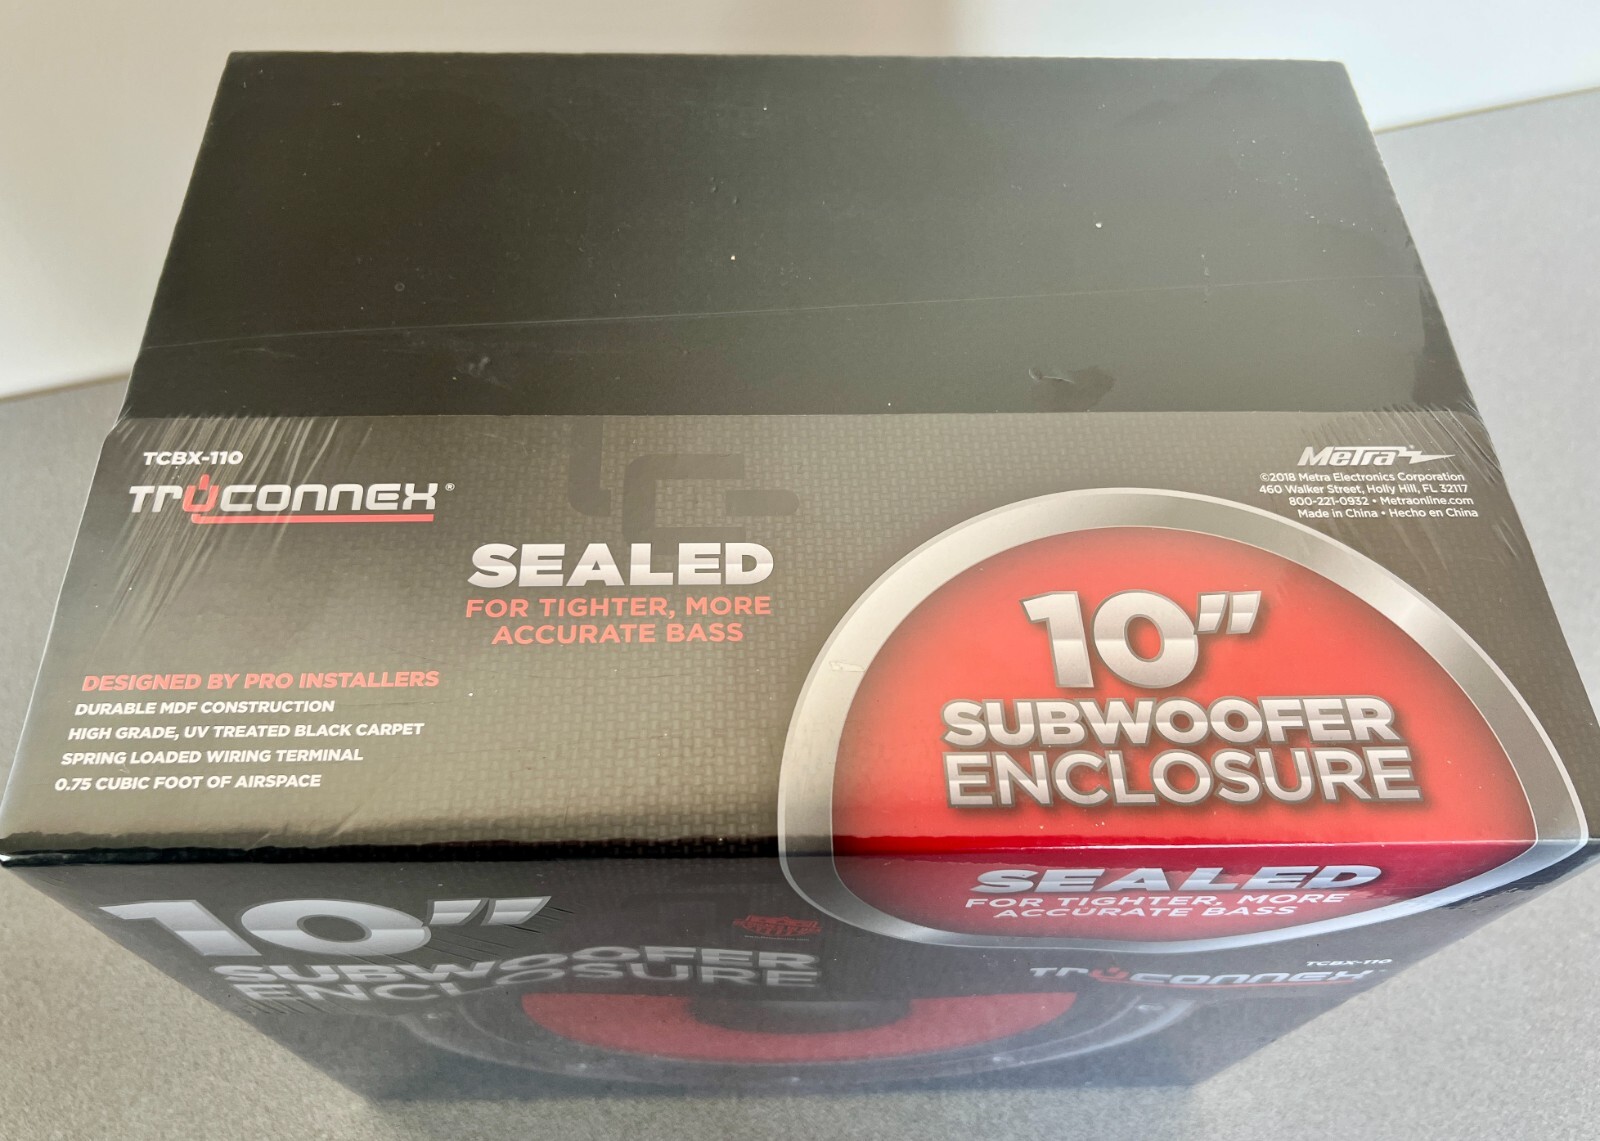 TCBX-110
TRUCONNEX®
SEALED
FOR TIGHTER, MORE
ACCURATE BASS
DESIGNED BY PRO INSTALLERS
DURABLE MDF CONSTRUCTION
HIGH GRADE, UV TREATED BLACK CARPET
SPRING LOADED WIRING TERMINAL
0.75 CUBIC FOOT OF AIRSPACE
Metra
©2018 Metra Electronics Corporation
460 Walker Street, Holly Hill, FL 32117
800-221-0932 • Metraonline.com
Made in China • Hecho en China
10"
SUBWOOFER
ENCLOSURE
SEALED
FOR TIGHTER, MORE
ACCURATE BASS
10"
SUBWOOFER
ENCLOSURE
TCBX-110
TRUCONNEX